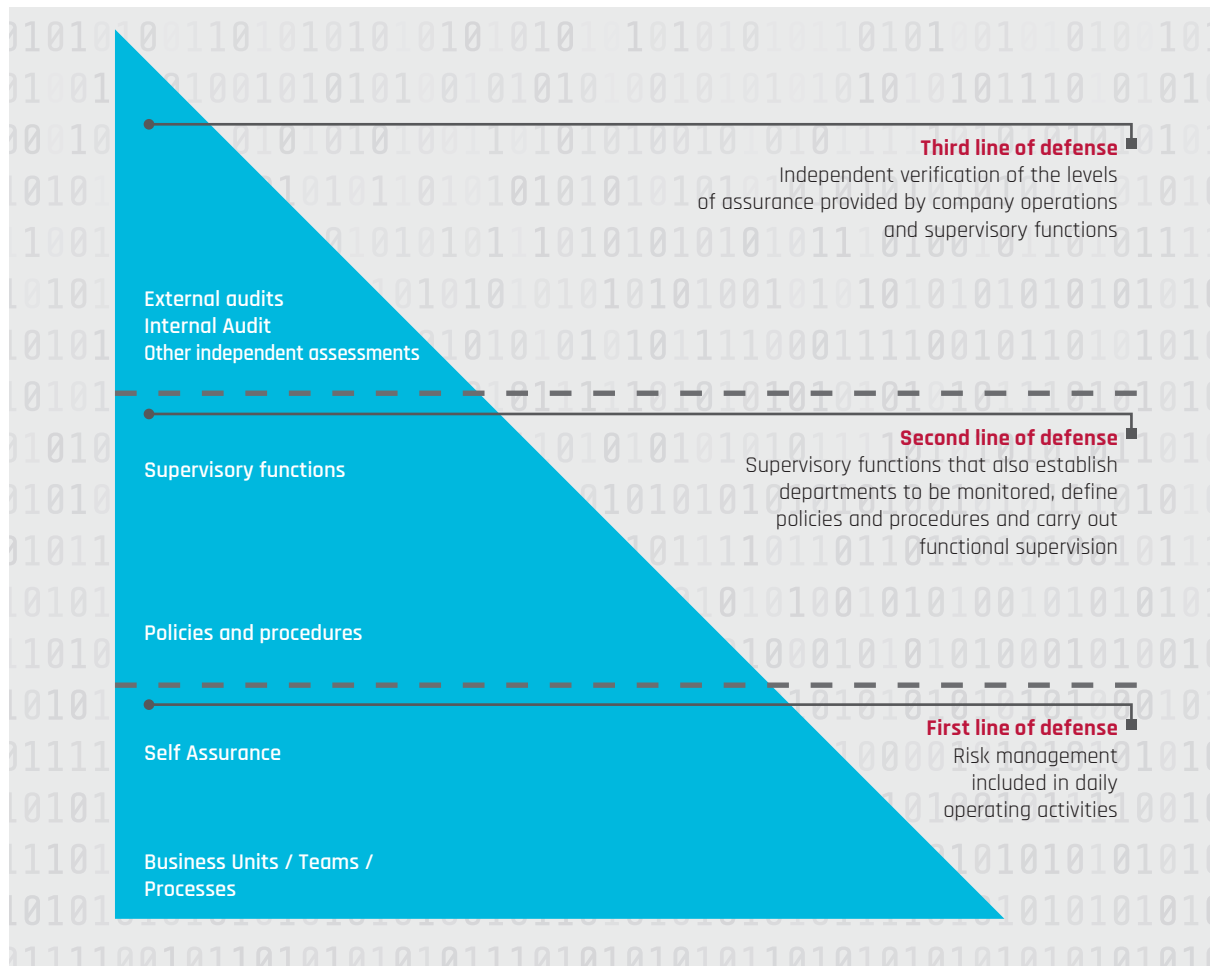 Third line of defense
Independent verification of the levels
of assurance provided by company operations
and supervisory functions
External audits
Internal Audit
Other independent assessments
Second line of defense
Supervisory functions that also establish
departments to be monitored, define
policies and procedures and carry out
functional supervision
Supervisory functions
Policies and procedures
First line of defense
Risk management
included in daily
operating activities
Self Assurance
Business Units / Teams /
Processes